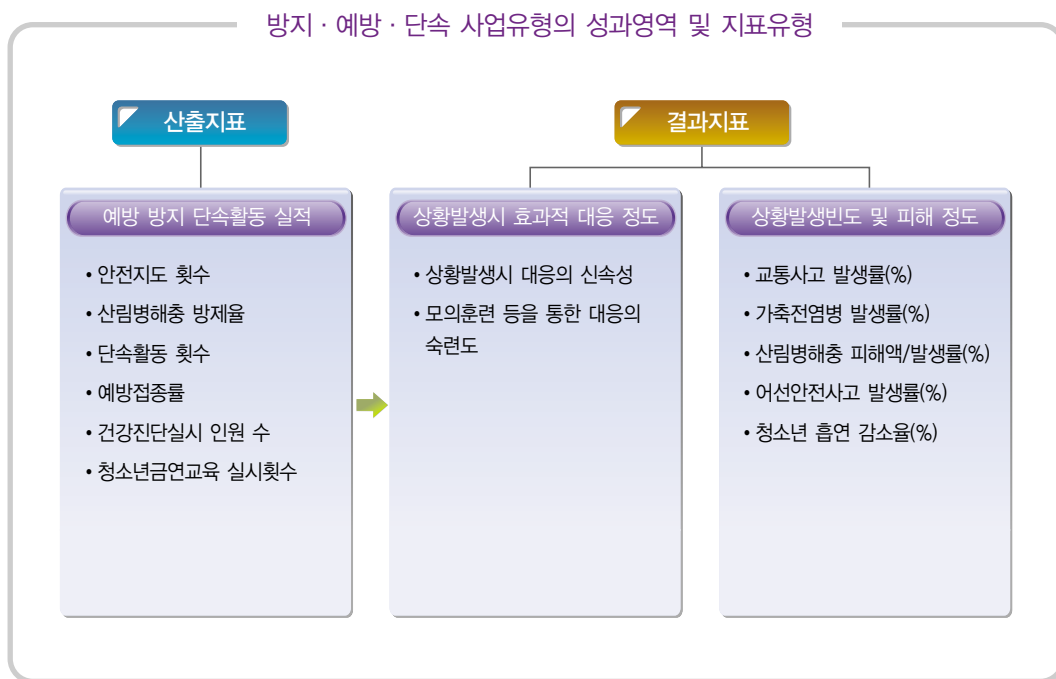 방지 · 예방 · 단속 사업유형의 성과영역 및 지표유형
산출지표
결과지표
예방 방지 단속활동 실적
• 안전지도 횟수
• 산림병해충 방제율
• 단속활동 횟수
• 예방접종률
• 건강진단실시 인원 수
• 청소년금연교육 실시횟수
상황발생시 효과적 대응 정도
• 상황발생시 대응의 신속성
• 모의훈련 등을 통한 대응의
숙련도
상황발생빈도 및 피해 정도
• 교통사고 발생률(%)
• 가축전염병 발생률(%)
• 산림병해충 피해액/발생률(%)
• 어선안전사고 발생률(%)
• 청소년 흡연 감소율(%)